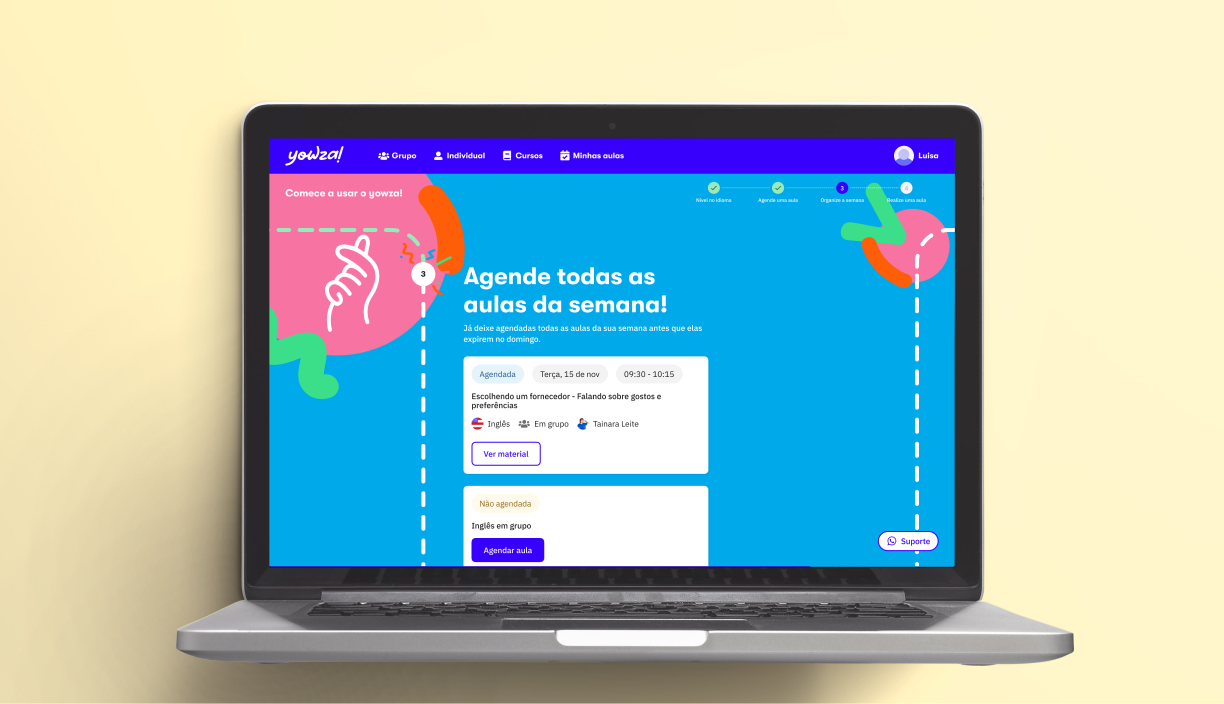 yowza!
Grupo
Individual
Cursos
Minhas aulas
Luisa
Comece a usar o yowza!
3
4
Nível no idioma
Agende uma aula
Organize a semana
Realize uma aula
3
Agende todas as
aulas da semana!
Já deixe agendadas todas as aulas da sua semana antes que elas
expirem no domingo.
Agendada
Terça, 15 de nov
09:30 - 10:15
Escolhendo um fornecedor - Falando sobre gostos e
preferências
Inglês
Em grupo
Tainara Leite
Ver material
Não agendada
Inglês em grupo
Agendar aula
Suporte